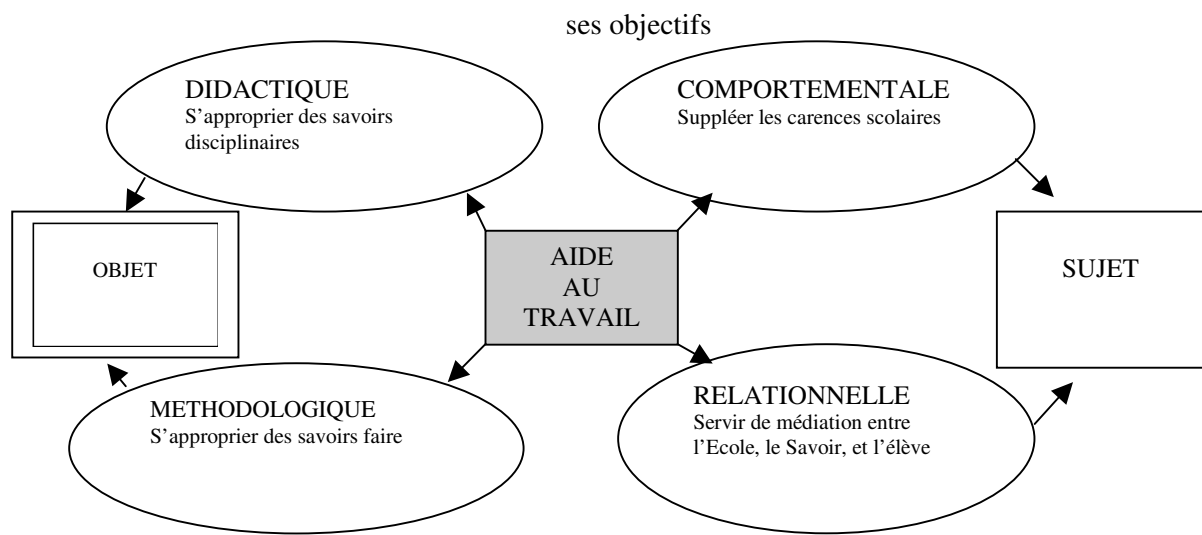 ses objectifs
DIDACTIQUE
S’approprier des savoirs
disciplinaires
COMPORTEMENTALE
Suppléer les carences scolaires
OBJET
AIDE
AU
TRAVAIL
SUJET
METHODOLOGIQUE
S’approprier des savoirs faire
RELATIONNELLE
Servir de médiation entre
l’Ecole, le Savoir, et l’élève